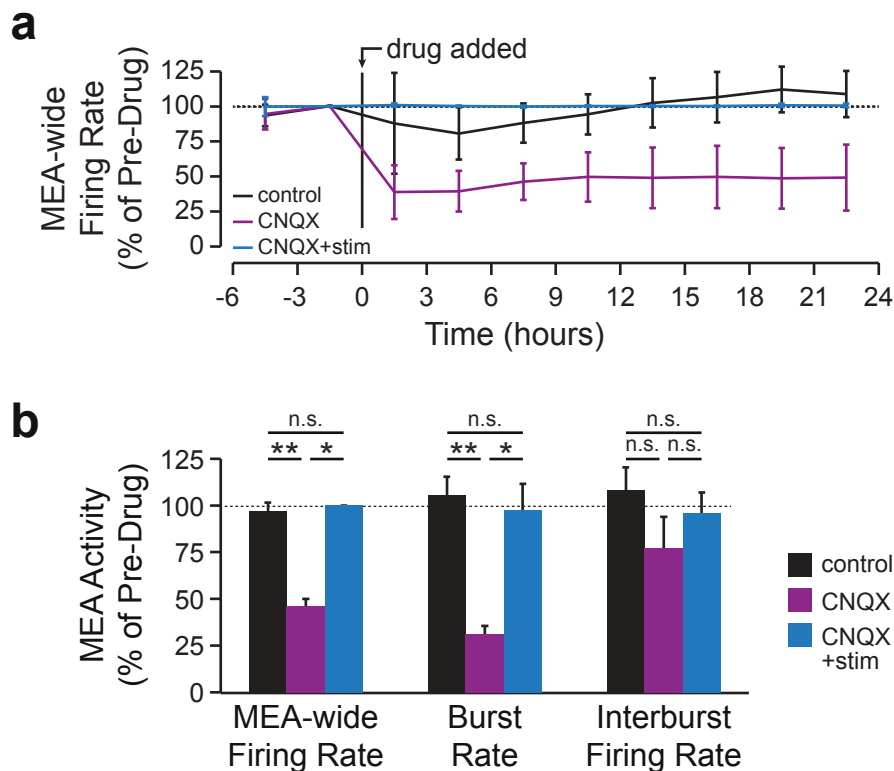 a
drug added
MEA-wide
Firing Rate
(% of Pre-Drug)
125
100
75
50
25
0
control
CNQX
CNQX+stim
-6 -3 0 3 6 9 12 15 18 21 24
Time (hours)
b
n.s. n.s. n.s.
** * ** * n.s. n.s.
MEA Activity
(% of Pre-Drug)
125
100
75
50
25
0
control
CNQX
CNQX
+stim
MEA-wide
Firing Rate
Burst
Rate
Interburst
Firing Rate